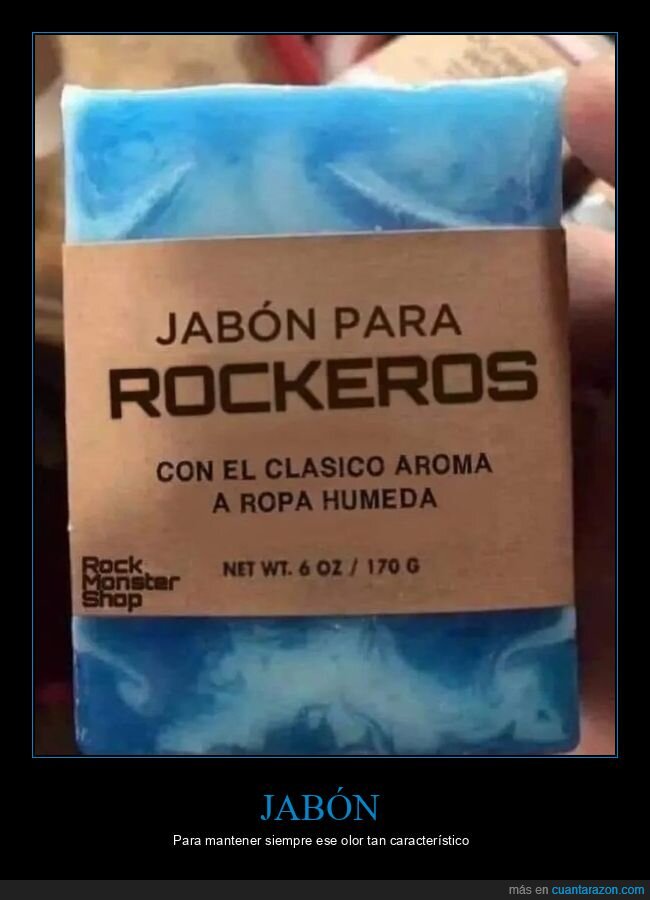 JABÓN PARA
ROCKEROS
CON EL CLASICO AROMA
A ROPA HUMEDA
Rock
Monster
Shop
NET WT. 6 OZ / 170 G
JABÓN
Para mantener siempre ese olor tan característico
más en cuantarazon.com